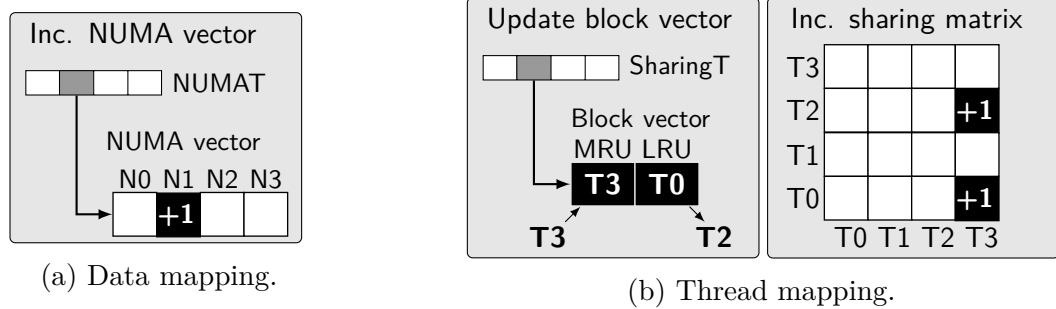 Inc. NUMA vector
NUMAT
NUMA vector
N0 N1 N2 N3
+1
(a) Data mapping.
Update block vector
SharingT
Block vector
MRU LRU
T3 T0
T3 T2
Inc. sharing matrix
T3
T2 +1
T1
T0 +1
T0 T1 T2 T3
(b) Thread mapping.